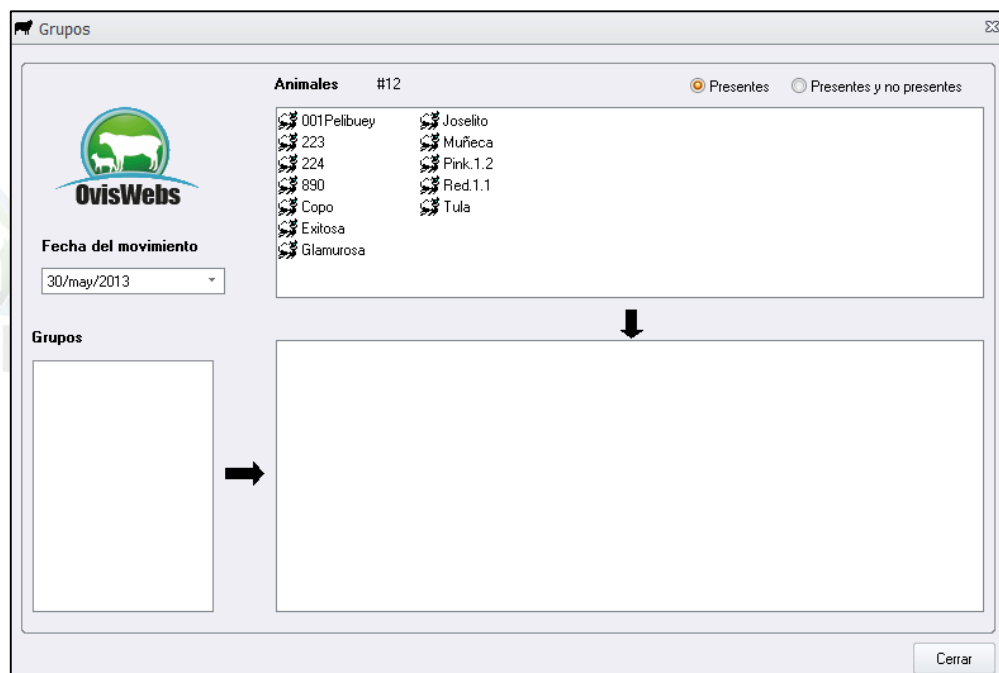 Grupos
Animales #12
Presentes
Presentes y no presentes
001Pelibuey
223
224
890
Copo
Exitosa
Glamurosa
Joselito
Muñeca
Pink.1.2
Red.1.1
Tula
OvisWebs
Fecha del movimiento
30/may/2013
Grupos
Cerrar